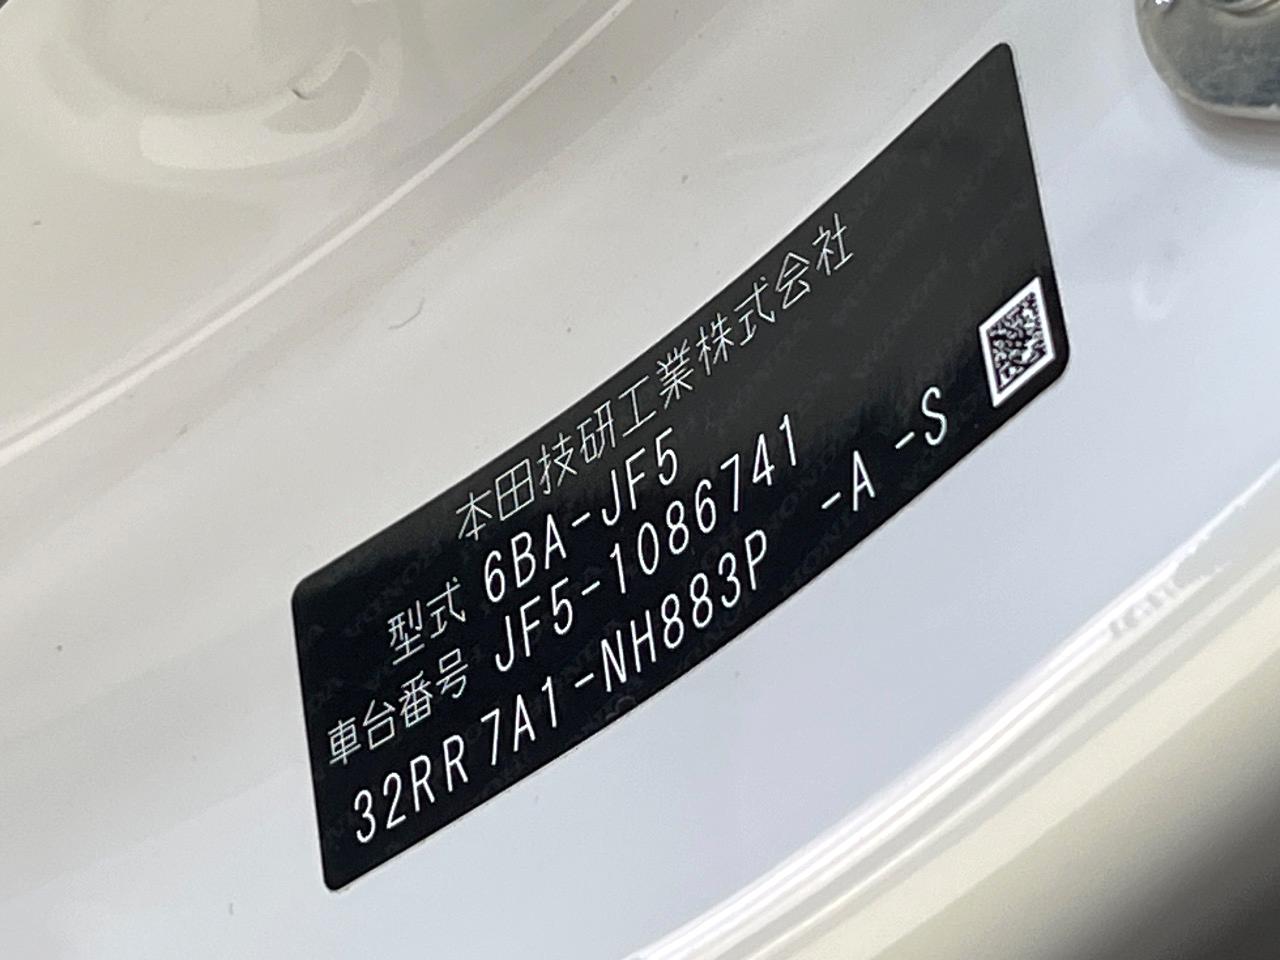 本田技研工業株式会社
型式 6BA-JF5
車台番号 JF5-1086741
32RR 7A1-NH883P -A -S